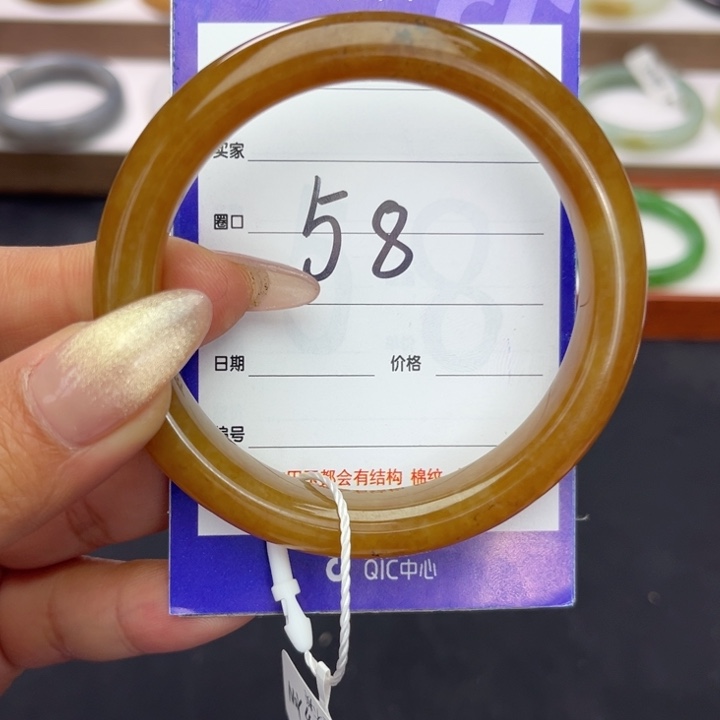 买家
圈口 58
日期 价格
编号
都会有结构 棉纹
QIC中心